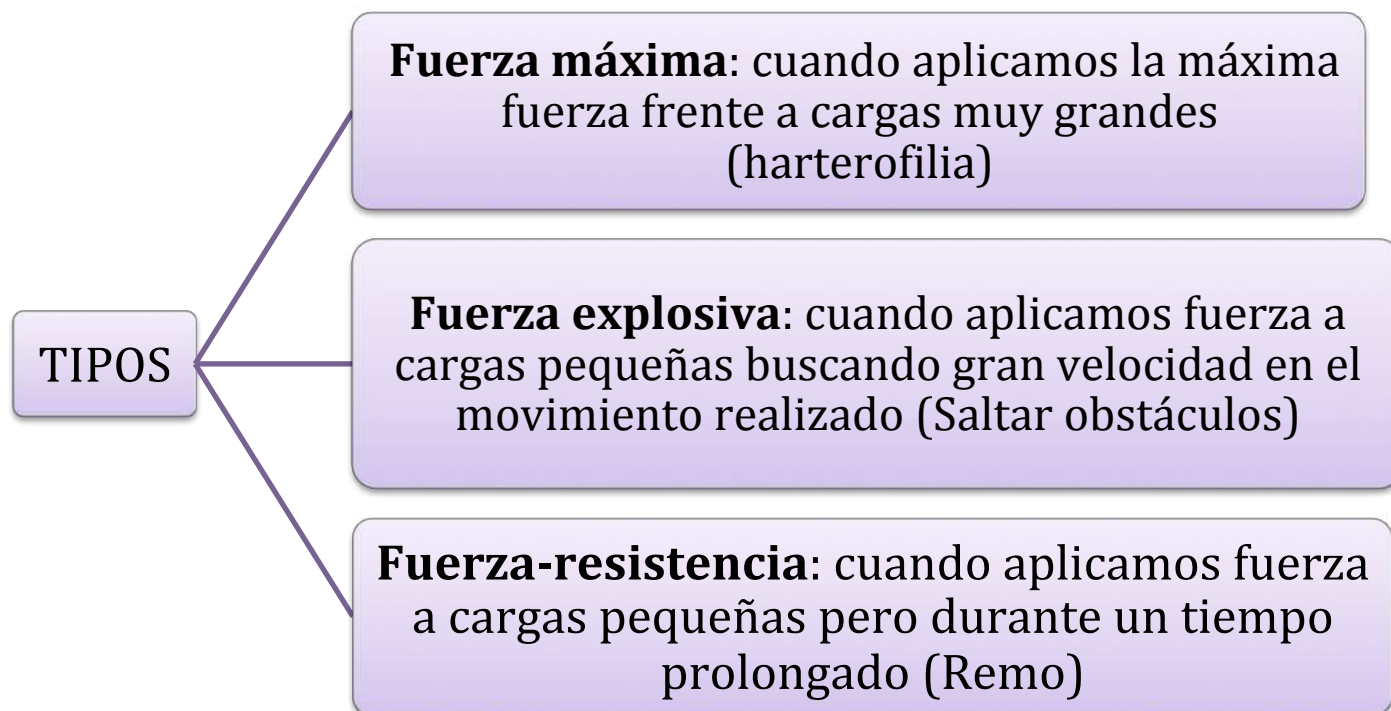 TIPOS
Fuerza máxima: cuando aplicamos la máxima
fuerza frente a cargas muy grandes
(harterofilia)
Fuerza explosiva: cuando aplicamos fuerza a
cargas pequeñas buscando gran velocidad en el
movimiento realizado (Saltar obstáculos)
Fuerza-resistencia: cuando aplicamos fuerza
a cargas pequeñas pero durante un tiempo
prolongado (Remo)